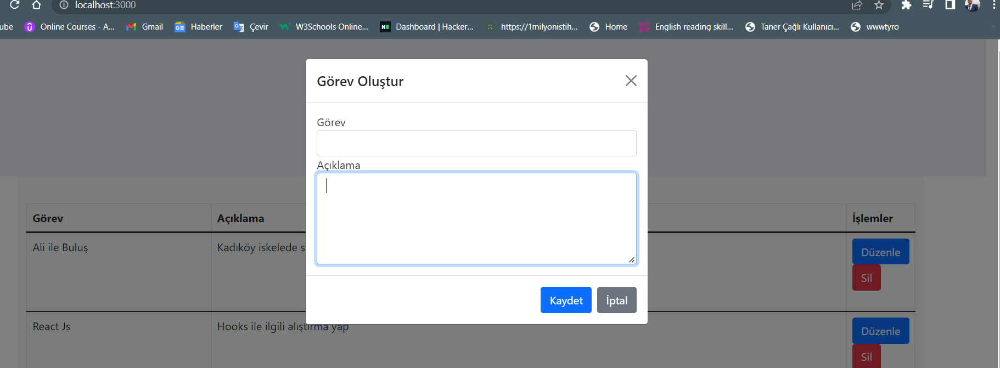 localhost:3000
ube Online Courses - A... Gmail Haberler Çevir W3Schools Online... Dashboard | Hacker... https://1milyonistih... Home English reading skill... Taner Çağlı Kullanıcı... wwwtyro
Görev Oluştur
Görev
Açıklama
Kaydet İptal
Görev Açıklama İşlemler
Ali ile Buluş Kadıköy iskelede s Düzenle
Sil
React Js Hooks ile ilgili alıştırma yap Düzenle
Sil